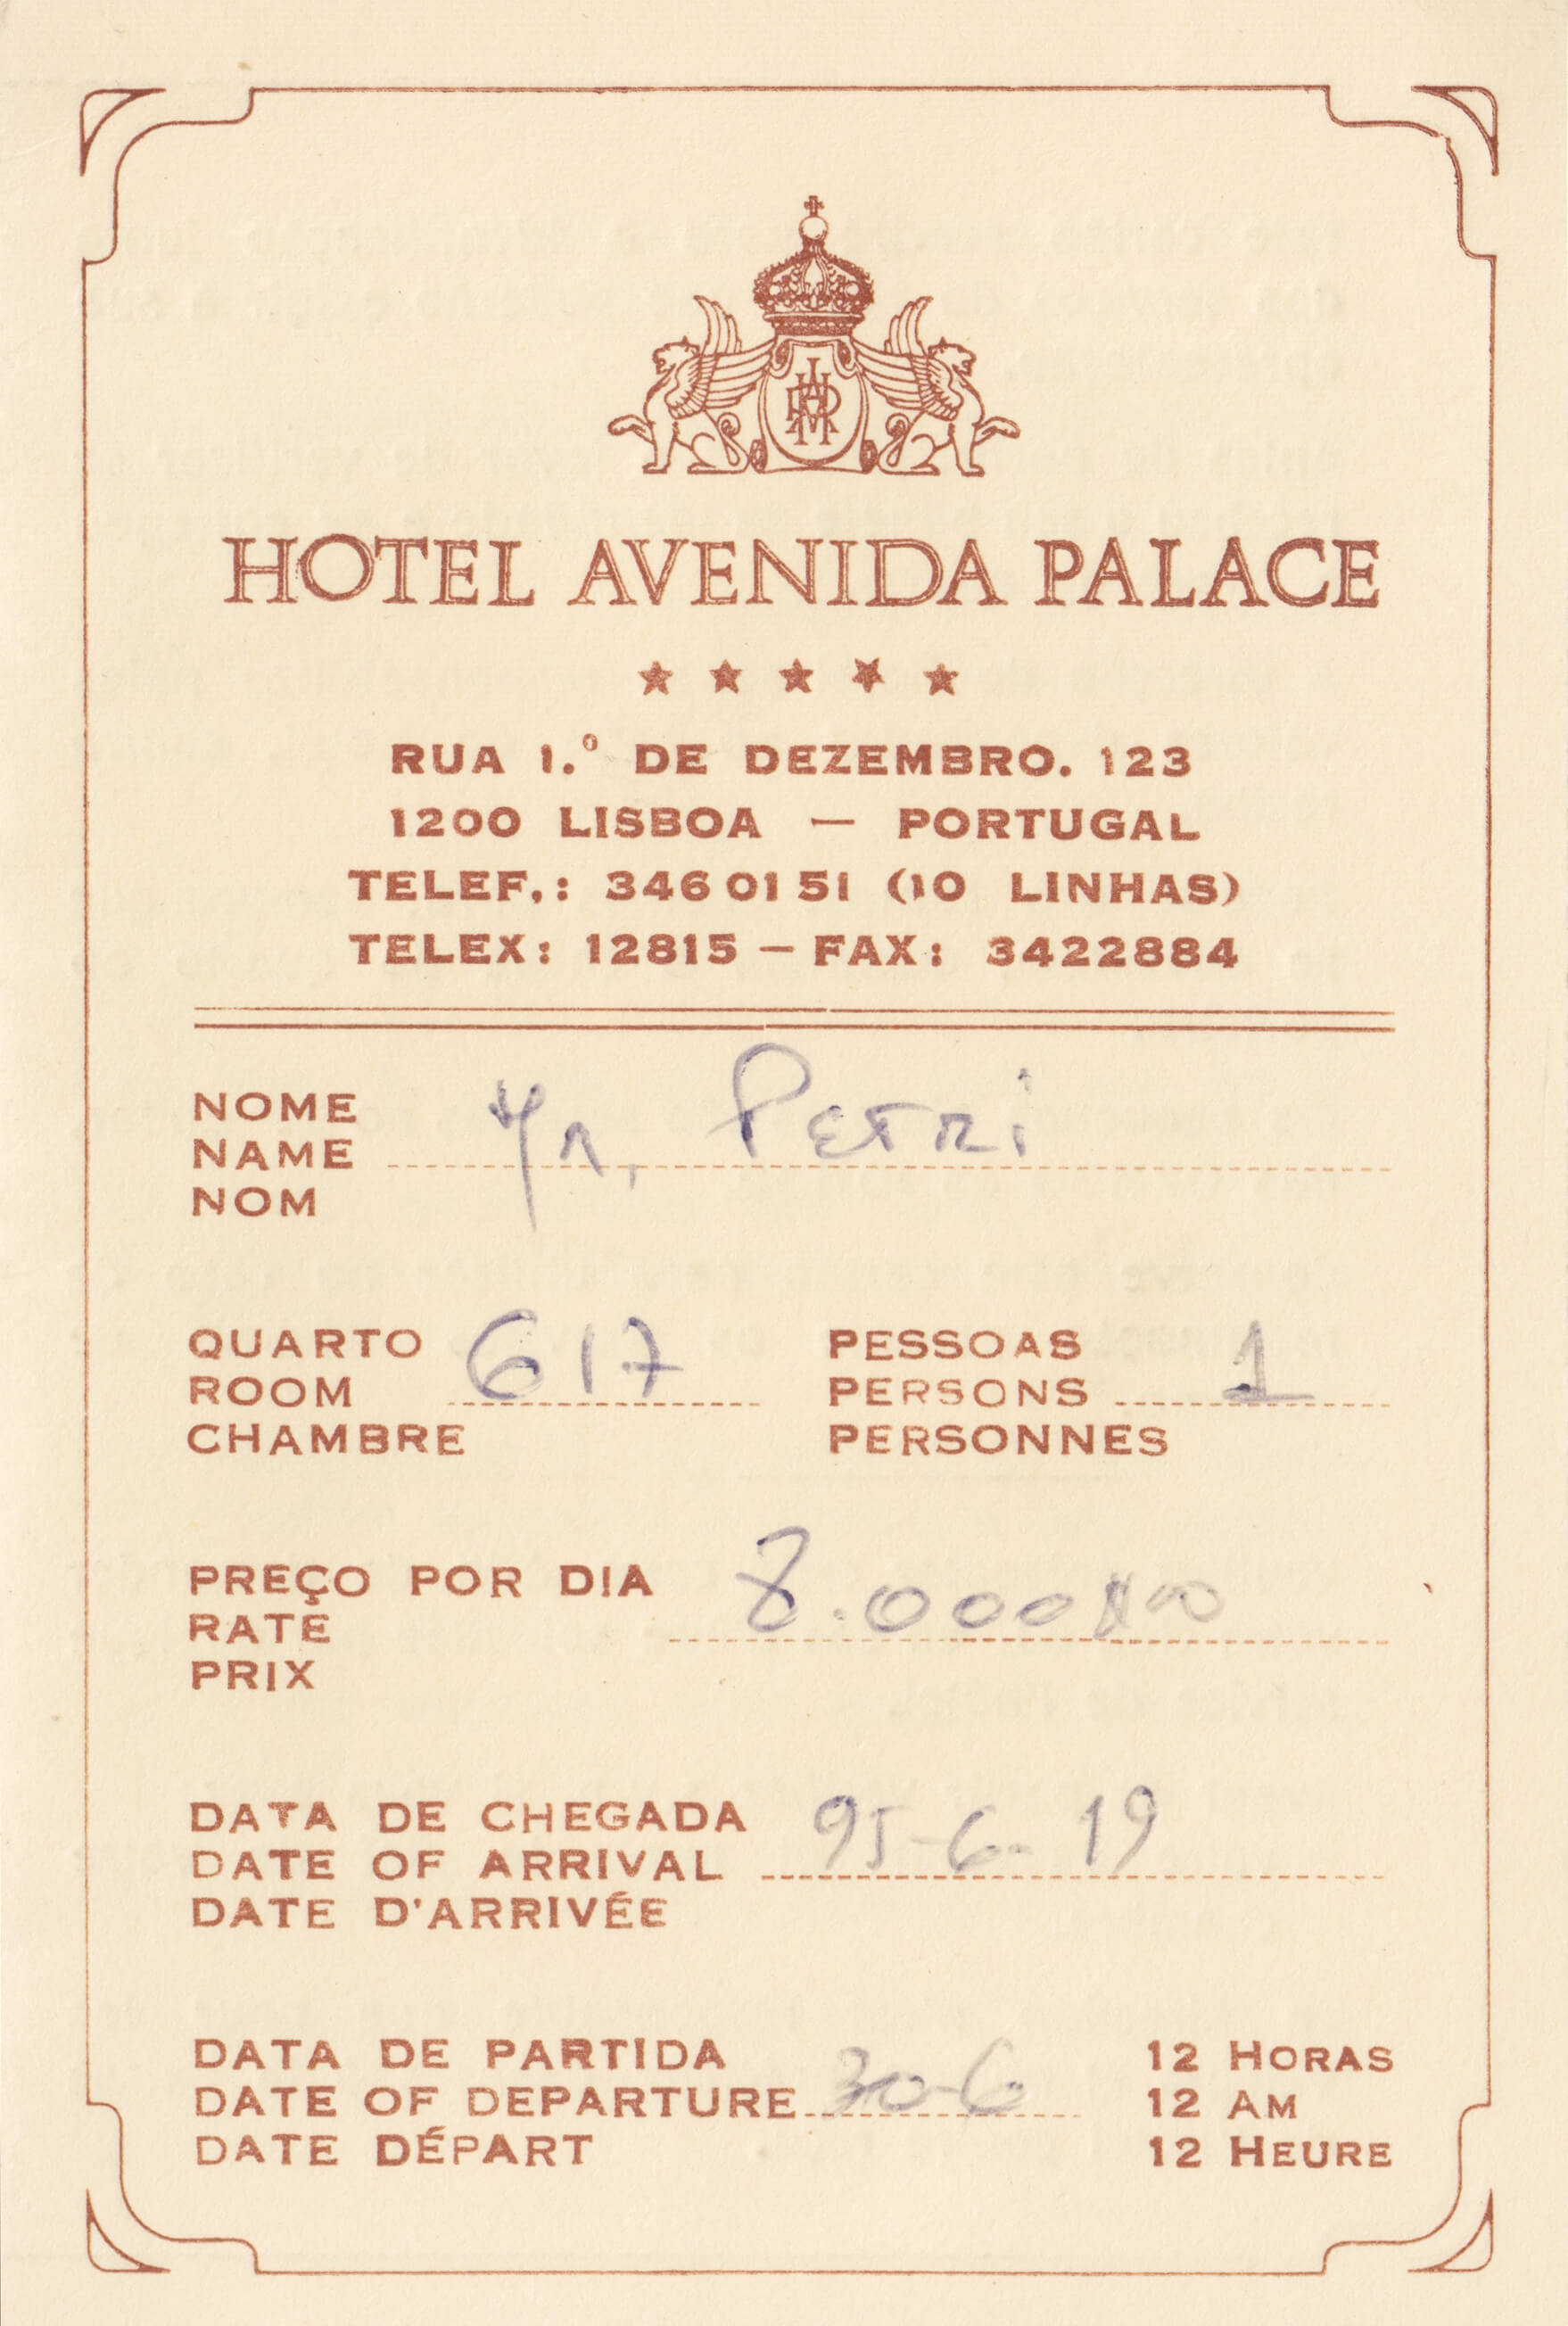 HOTEL AVENIDA PALACE
RUA 1.º DE DEZEMBRO. 123
1200 LISBOA — PORTUGAL
TELEF.: 346 01 51 (10 LINHAS)
TELEX: 12815 — FAX: 3422884
NOME
NAME Mr. Petri
NOM
QUARTO
ROOM 617
CHAMBRE
PESSOAS
PERSONS 1
PERSONNES
PREÇO POR DIA
RATE 8.000$00
PRIX
DATA DE CHEGADA
DATE OF ARRIVAL 95-6-19
DATE D'ARRIVÉE
DATA DE PARTIDA 12 HORAS
DATE OF DEPARTURE 30-6 12 AM
DATE DÉPART 12 HEURE